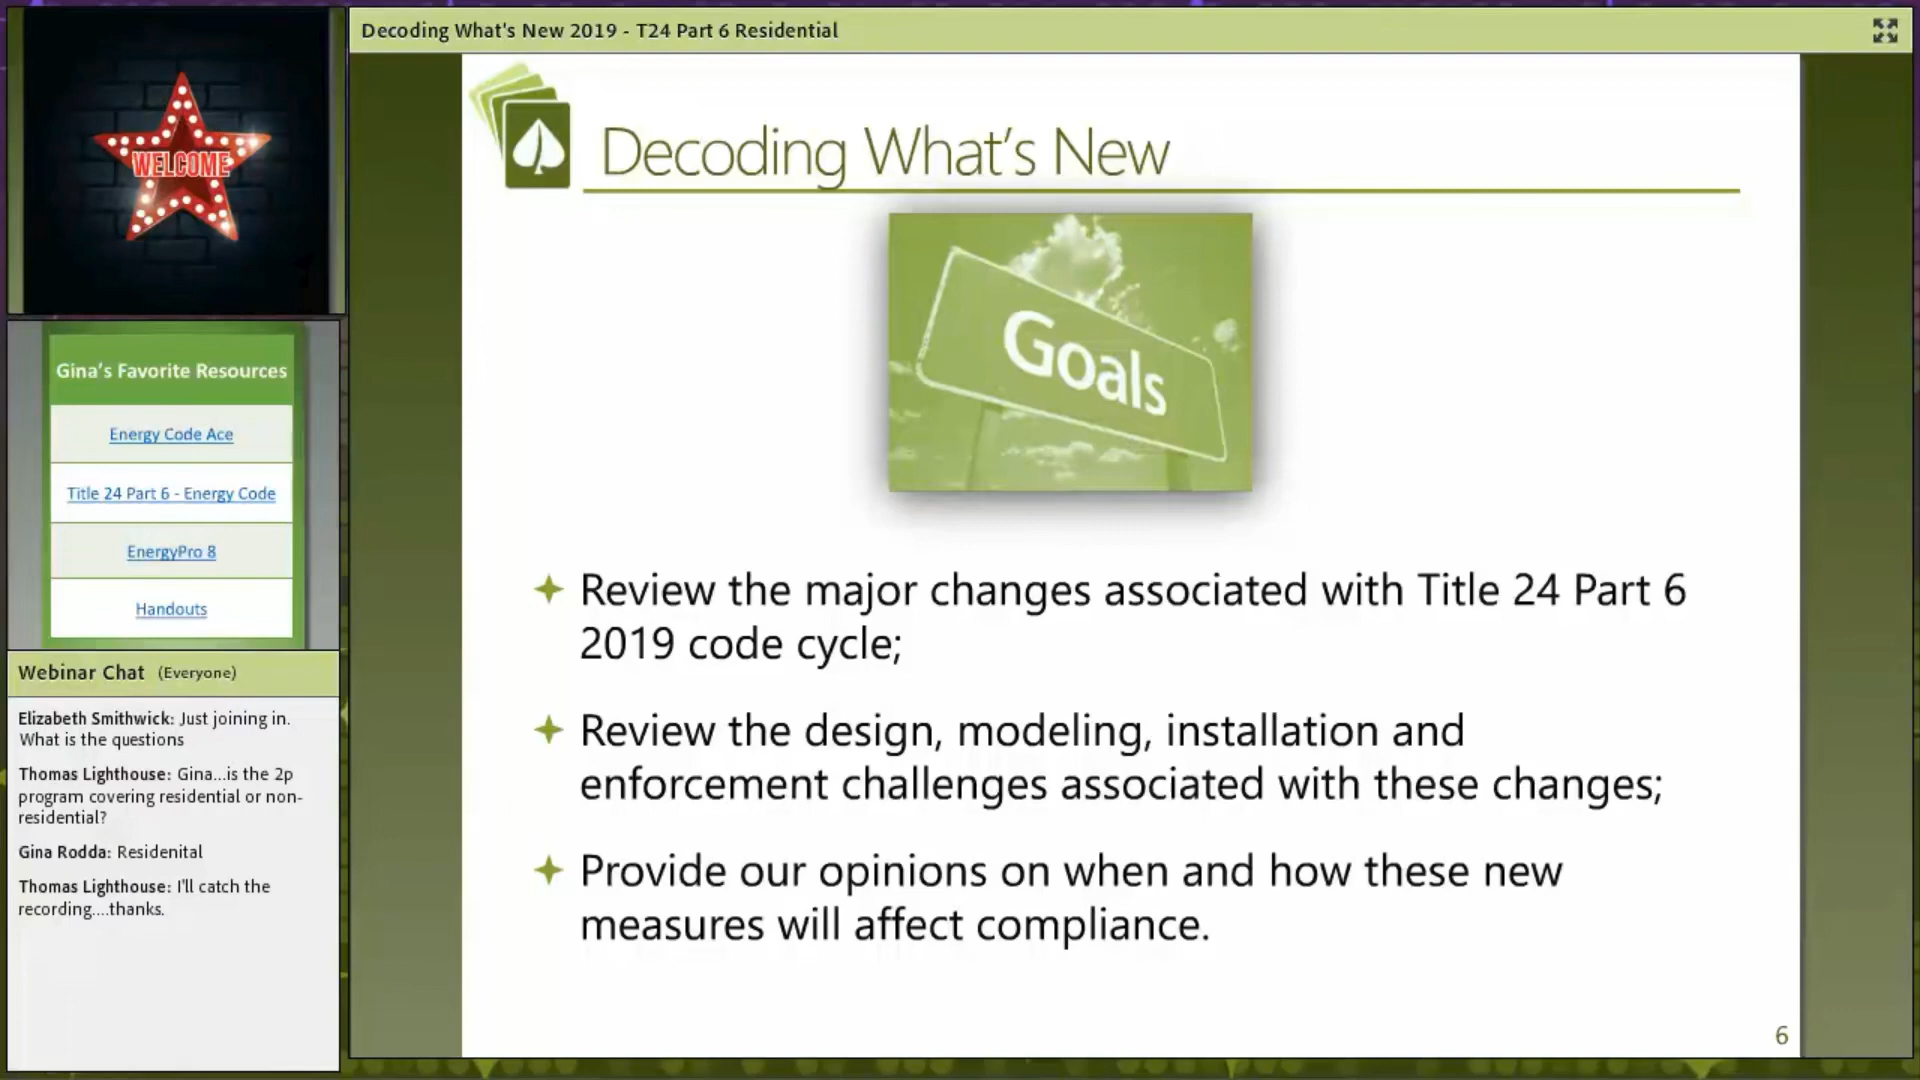 Decoding What's New 2019 - T24 Part 6 Residential
WELCOME
Gina's Favorite Resources
Energy Code Ace
Title 24 Part 6 - Energy Code
EnergyPro 8
Handouts
Webinar Chat (Everyone)
Elizabeth Smithwick: Just joining in.
What is the questions
Thomas Lighthouse: Gina...is the 2p
program covering residential or non-
residential?
Gina Rodda: Residenital
Thomas Lighthouse: I'll catch the
recording....thanks.
Decoding What's New
Goals
Review the major changes associated with Title 24 Part 6
2019 code cycle;
Review the design, modeling, installation and
enforcement challenges associated with these changes;
Provide our opinions on when and how these new
measures will affect compliance.
6